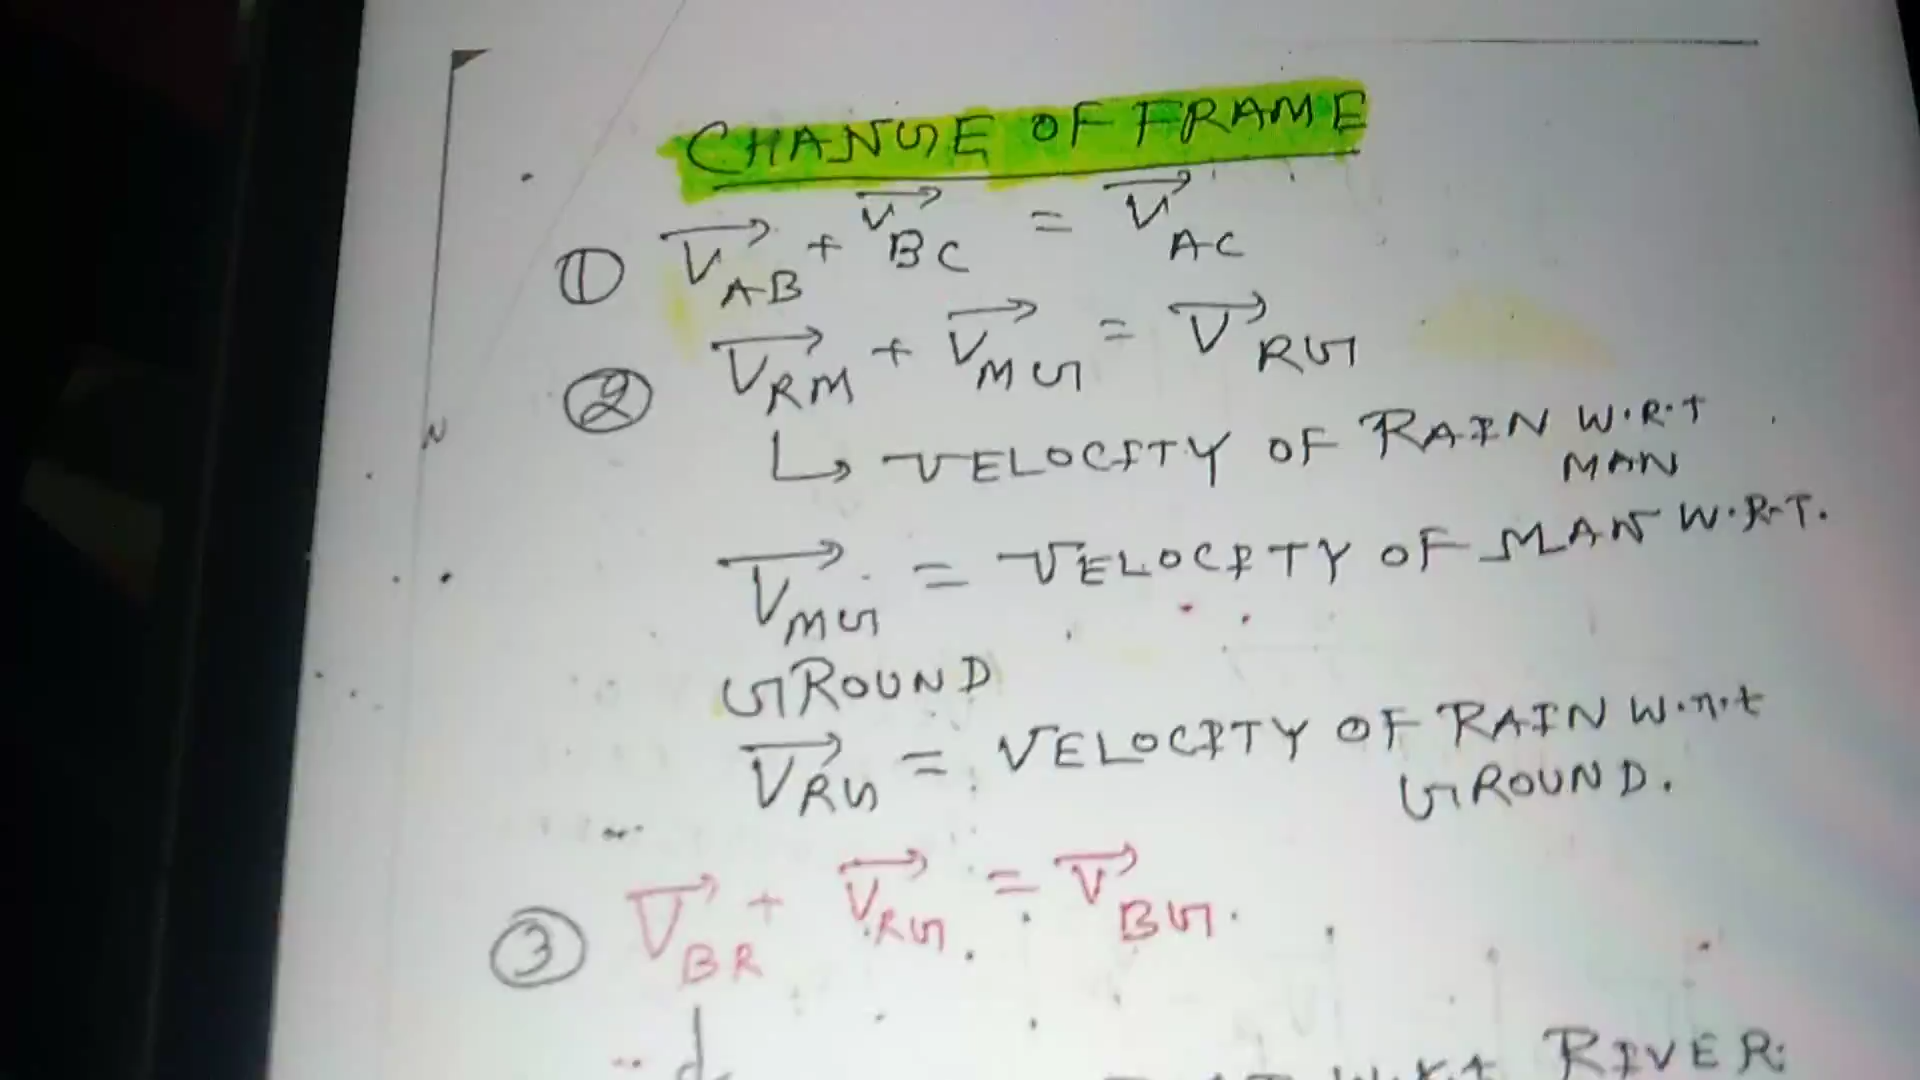 CHANGE OF FRAME
① V⃗AB + V⃗BC = V⃗AC
② V⃗RM + V⃗MG = V⃗RG
↳ VELOCITY OF RAIN W.R.T
MAN
V⃗MG = VELOCITY OF MAN W.R.T.
GROUND
V⃗RG = VELOCITY OF RAIN W.r.t
GROUND.
③ V⃗BR + V⃗RG = V⃗BG.
W.r.t RIVER